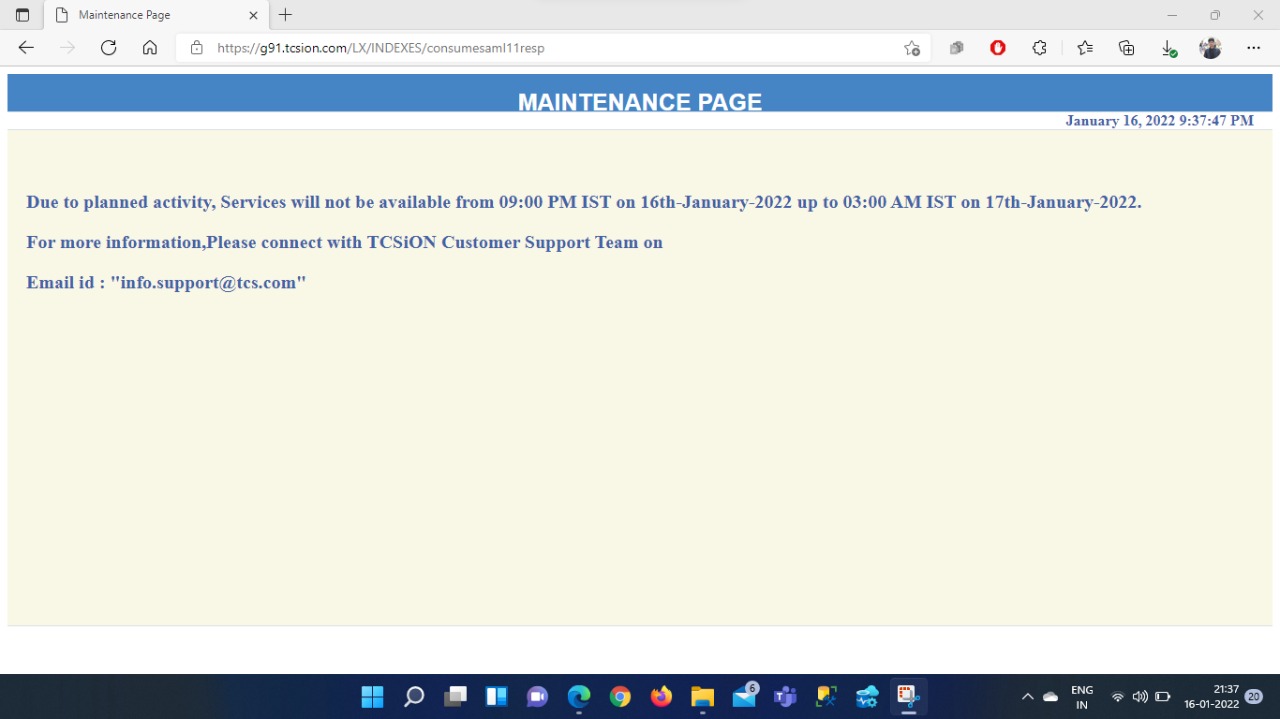 Maintenance Page
https://g91.tcsion.com/LX/INDEXES/consumesaml11resp
MAINTENANCE PAGE
January 16, 2022 9:37:47 PM
Due to planned activity, Services will not be available from 09:00 PM IST on 16th-January-2022 up to 03:00 AM IST on 17th-January-2022.
For more information,Please connect with TCSiON Customer Support Team on
Email id : "info.support@tcs.com"
6
ENG
IN
21:37
16-01-2022
20